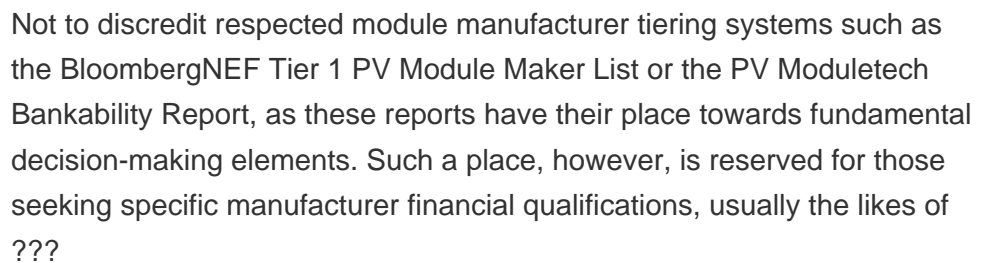 Not to discredit respected module manufacturer tiering systems such as
the BloombergNEF Tier 1 PV Module Maker List or the PV Moduletech
Bankability Report, as these reports have their place towards fundamental
decision-making elements. Such a place, however, is reserved for those
seeking specific manufacturer financial qualifications, usually the likes of
???